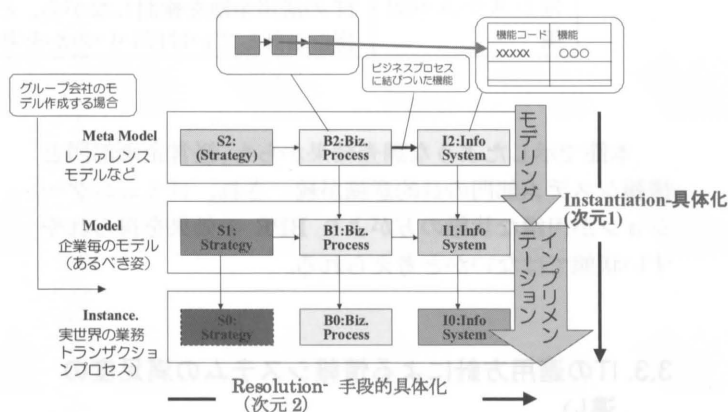 機能コード 機能
XXXXX ○○○
ビジネスプロセス
に結びついた機能
グループ会社のモ
デル作成する場合
Meta Model
レファレンス
モデルなど
S2:
(Strategy)
B2:Biz.
Process
I2:Info
System
モデリング
Instantiation-具体化
(次元1)
Model
企業毎のモデル
(あるべき姿)
S1:
Strategy
B1:Biz.
Process
I1:Info
System
インプリメン
テーション
Instance.
実世界の業務
トランザクショ
ンプロセス)
S0:
Strategy
B0:Biz.
Process
I0:Info
System
Resolution- 手段的具体化
(次元 2)